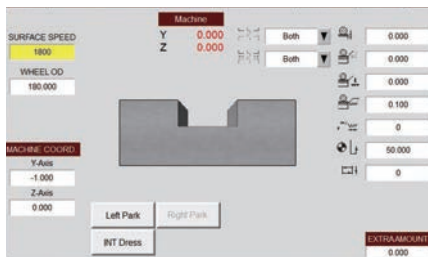 Machine
Y 0.000
Z 0.000
Both
Both
SURFACE SPEED
1800
WHEEL OD
180.000
MACHINE COORD.
Y-Axis
-1.000
Z-Axis
0.000
Left Park
Right Park
INT Dress
0.000
0.000
0.000
0.100
0
50.000
0
EXTRA AMOUNT
0.000